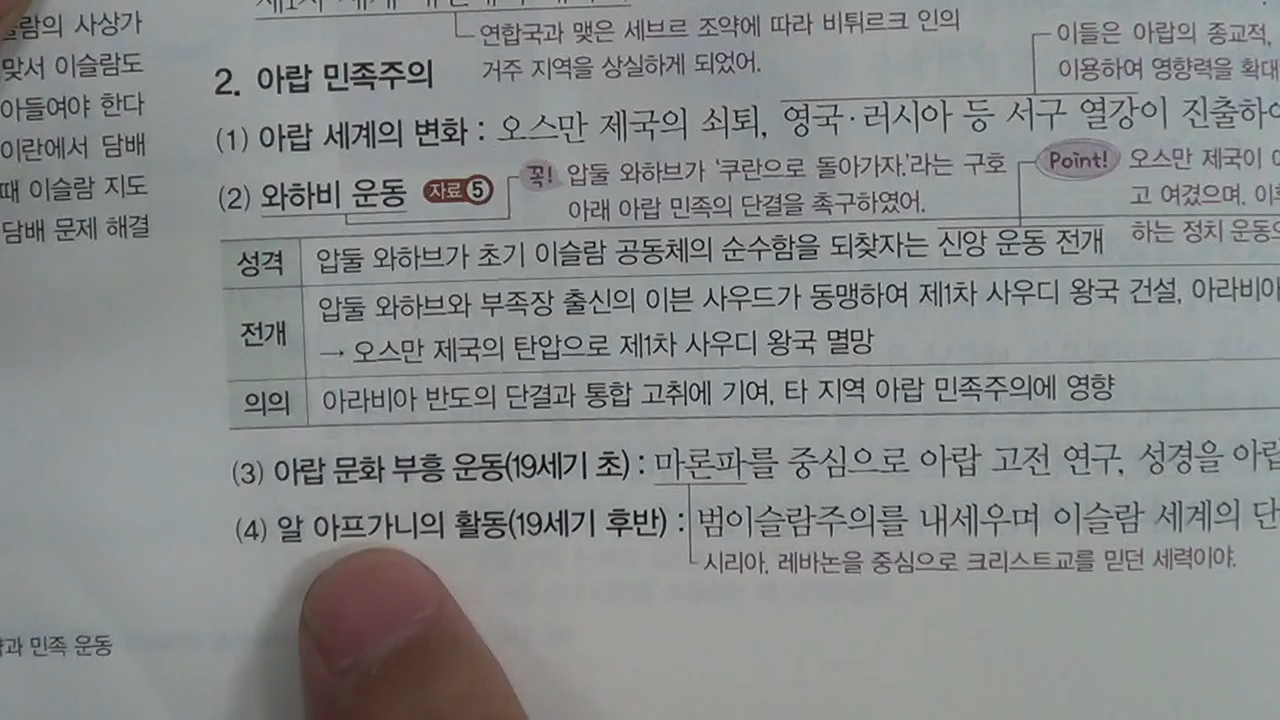 람의 사상가
맞서 이슬람도
아들여야 한다
이란에서 담배
때 이슬람 지도
담배 문제 해결
연합국과 맺은 세브르 조약에 따라 비튀르크 인의
거주 지역을 상실하게 되었어.
2. 아랍 민족주의
이들은 아랍의 종교적,
이용하여 영향력을 확대
(1) 아랍 세계의 변화 : 오스만 제국의 쇠퇴, 영국·러시아 등 서구 열강이 진출하
(2) 와하비 운동 자료 5
꼭! 압둘 와하브가 '쿠란으로 돌아가자.'라는 구호
아래 아랍 민족의 단결을 촉구하였어.
Point! 오스만 제국이
고 여겼으며,
하는 정치 운동
성격 압둘 와하브가 초기 이슬람 공동체의 순수함을 되찾자는 신앙 운동 전개
전개 압둘 와하브와 부족장 출신의 이븐 사우드가 동맹하여 제1차 사우디 왕국 건설, 아라비아
→ 오스만 제국의 탄압으로 제1차 사우디 왕국 멸망
의의 아라비아 반도의 단결과 통합 고취에 기여, 타 지역 아랍 민족주의에 영향
(3) 아랍 문화 부흥 운동(19세기 초) : 마론파를 중심으로 아랍 고전 연구, 성경을 아랍
(4) 알 아프가니의 활동(19세기 후반) : 범이슬람주의를 내세우며 이슬람 세계의 단
시리아, 레바논을 중심으로 크리스트교를 믿던 세력이야.
과 민족 운동